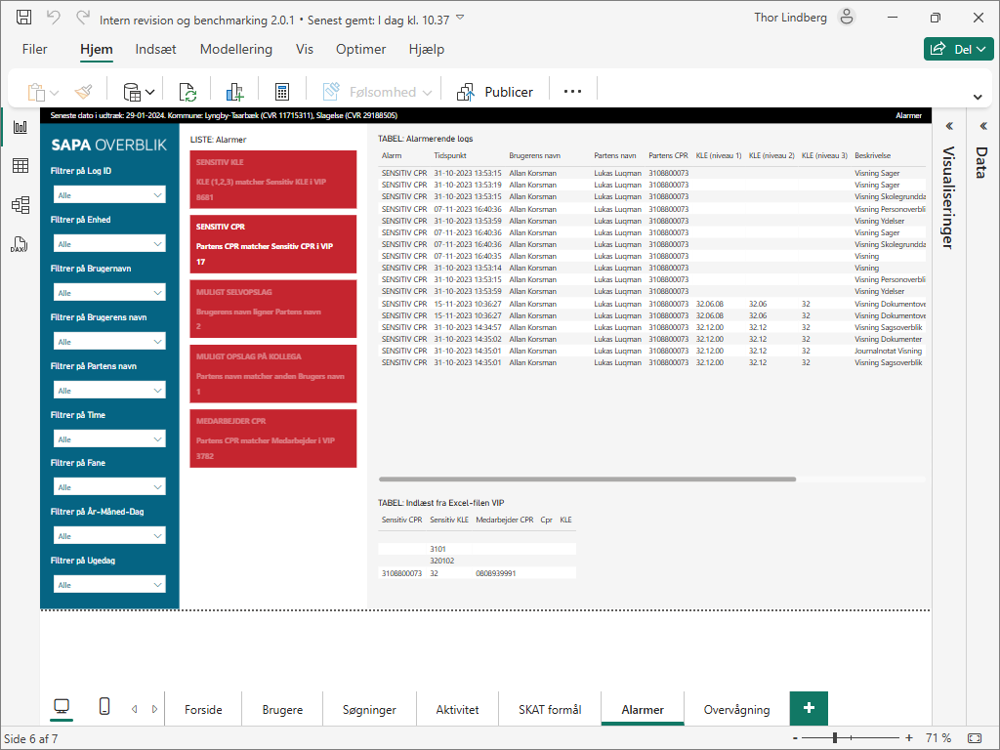 Intern revision og benchmarking 2.0.1 • Senest gemt: I dag kl. 10.37
Thor Lindberg
Filer Hjem Indsæt Modellering Vis Optimer Hjælp
Del
Følsomhed
Publicer
Seneste dato i udtræk: 29-01-2024. Kommune: Lyngby-Taarbæk (CVR 11715311), Slagelse (CVR 29188505)
Alarmer
SAPA OVERBLIK
Filtrer på Log ID
Alle
Filtrer på Enhed
Alle
Filtrer på Brugernavn
Alle
Filtrer på Brugerens navn
Alle
Filtrer på Partens navn
Alle
Filtrer på Time
Alle
Filtrer på Fane
Alle
Filtrer på År-Måned-Dag
Alle
Filtrer på Ugedag
Alle
LISTE: Alarmer
SENSITIV KLE
KLE (1,2,3) matcher Sensitiv KLE i VIP
8681
SENSITIV CPR
Partens CPR matcher Sensitiv CPR i VIP
17
MULIGT SELVOPSLAG
Brugerens navn ligner Partens navn
2
MULIGT OPSLAG PÅ KOLLEGA
Partens navn matcher anden Brugers navn
1
MEDARBEJDER CPR
Partens CPR matcher Medarbejder i VIP
3782
TABEL: Alarmerende logs
Alarm Tidspunkt Brugerens navn Partens navn Partens CPR KLE (niveau 1) KLE (niveau 2) KLE (niveau 3) Beskrivelse
SENSITIV CPR 31-10-2023 13:53:15 Allan Korsman Lukas Luqman 3108800073 Visning Sager
SENSITIV CPR 31-10-2023 13:53:19 Allan Korsman Lukas Luqman 3108800073 Visning Sager
SENSITIV CPR 31-10-2023 13:53:15 Allan Korsman Lukas Luqman 3108800073 Visning Skolegrundda
SENSITIV CPR 07-11-2023 16:40:36 Allan Korsman Lukas Luqman 3108800073 Visning Personoverbli
SENSITIV CPR 31-10-2023 13:53:59 Allan Korsman Lukas Luqman 3108800073 Visning Ydelser
SENSITIV CPR 07-11-2023 16:40:36 Allan Korsman Lukas Luqman 3108800073 Visning Sager
SENSITIV CPR 07-11-2023 16:40:36 Allan Korsman Lukas Luqman 3108800073 Visning Skolegrundda
SENSITIV CPR 07-11-2023 16:40:35 Allan Korsman Lukas Luqman 3108800073 Visning
SENSITIV CPR 31-10-2023 13:53:14 Allan Korsman Lukas Luqman 3108800073 Visning
SENSITIV CPR 31-10-2023 13:53:15 Allan Korsman Lukas Luqman 3108800073 Visning Personoverbli
SENSITIV CPR 31-10-2023 13:53:59 Allan Korsman Lukas Luqman 3108800073 Visning Ydelser
SENSITIV CPR 15-11-2023 10:36:27 Allan Korsman Lukas Luqman 3108800073 32.06.08 32.06 32 Visning Dokumentove
SENSITIV CPR 15-11-2023 10:36:27 Allan Korsman Lukas Luqman 3108800073 32.06.08 32.06 32 Visning Dokumentove
SENSITIV CPR 31-10-2023 14:34:57 Allan Korsman Lukas Luqman 3108800073 32.12.00 32.12 32 Visning Sagsoverblik
SENSITIV CPR 31-10-2023 14:35:02 Allan Korsman Lukas Luqman 3108800073 32.12.00 32.12 32 Visning Dokumenter
SENSITIV CPR 31-10-2023 14:35:01 Allan Korsman Lukas Luqman 3108800073 32.12.00 32.12 32 Journalnotat Visning
SENSITIV CPR 31-10-2023 14:35:01 Allan Korsman Lukas Luqman 3108800073 32.12.00 32.12 32 Visning Sagsoverblik
TABEL: Indlæst fra Excel-filen VIP
Sensitiv CPR Sensitiv KLE Medarbejder CPR Cpr KLE
3101
320102
3108800073 32 0808939991
Visualiseringer
Data
DAX
Forside Brugere Søgninger Aktivitet SKAT formål Alarmer Overvågning +
Side 6 af 7
- + 71 %